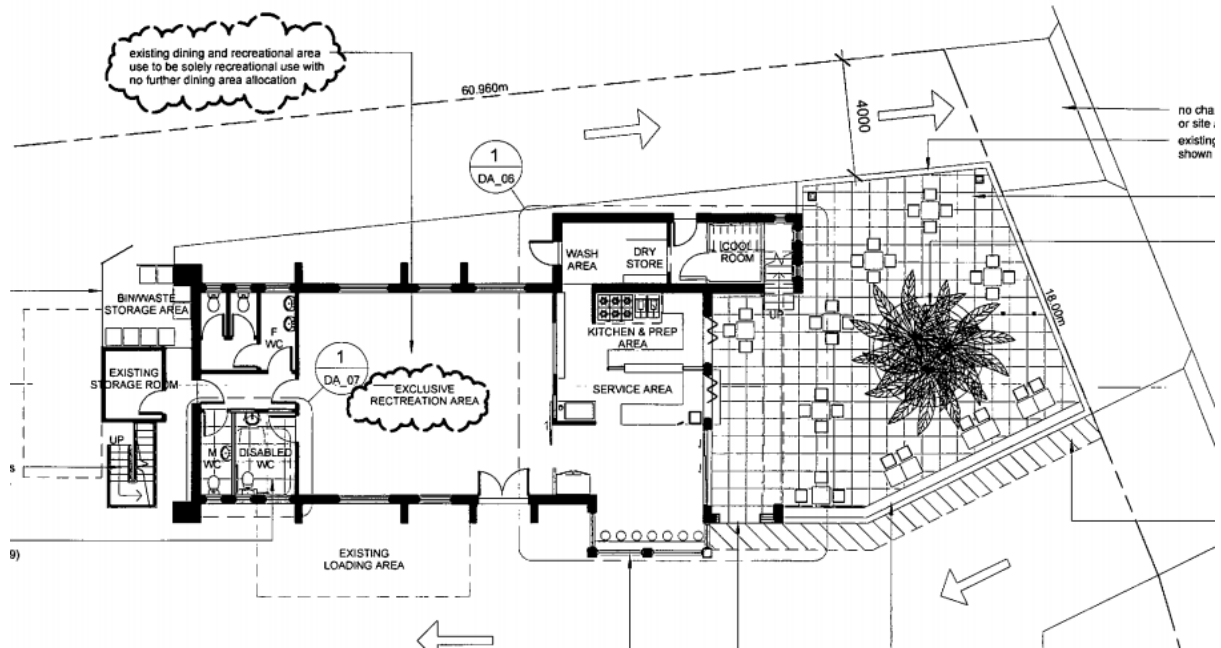 existing dining and recreational area
use to be solely recreational use with
no further dining area allocation
60.960m
4000
no cha
or site
existing
shown
1
DA_06
WASH
AREA
DRY
STORE
COOL
ROOM
BIN/WASTE
STORAGE AREA
F
WC
UP
18.00m
KITCHEN & PREP
AREA
1
DA_07
EXISTING
STORAGE ROOM
EXCLUSIVE
RECTREATION AREA
SERVICE AREA
UP
M
WC
DISABLED
WC
s
9)
EXISTING
LOADING AREA